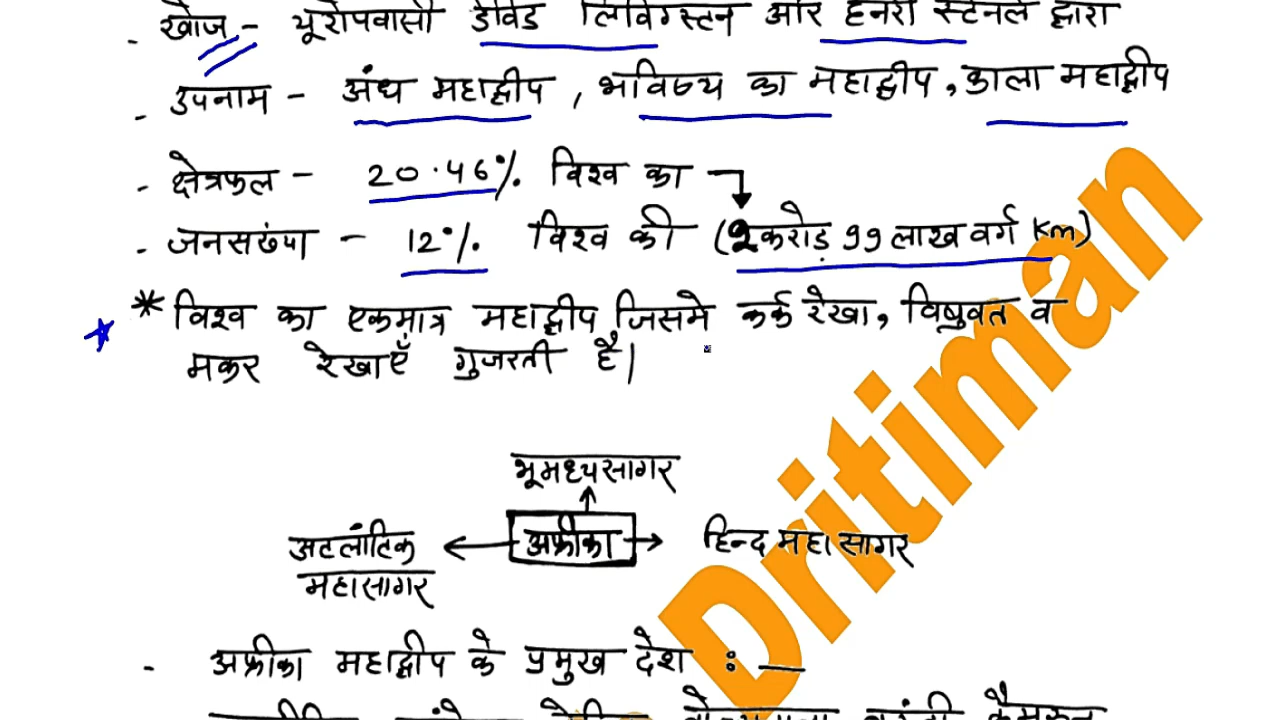 - खोज - यूरोपवासी डेविड लिविंग्स्टन और हेनरी स्टेनले द्वारा
- उपनाम - अंध महाद्वीप, भविष्य का महाद्वीप, काला महाद्वीप
- क्षेत्रफल - 20.46% विश्व का
- जनसंख्या - 12% विश्व की (2 करोड़ 99 लाख वर्ग Km)
* विश्व का एकमात्र महाद्वीप जिसमे कर्क रेखा, विषुवत व
मकर रेखाएँ गुजरती है।
भूमध्यसागर
अटलांटिक ← अफ्रीका → हिन्द महासागर
महासागर
- अफ्रीका महाद्वीप के प्रमुख देश : —
Dritiman